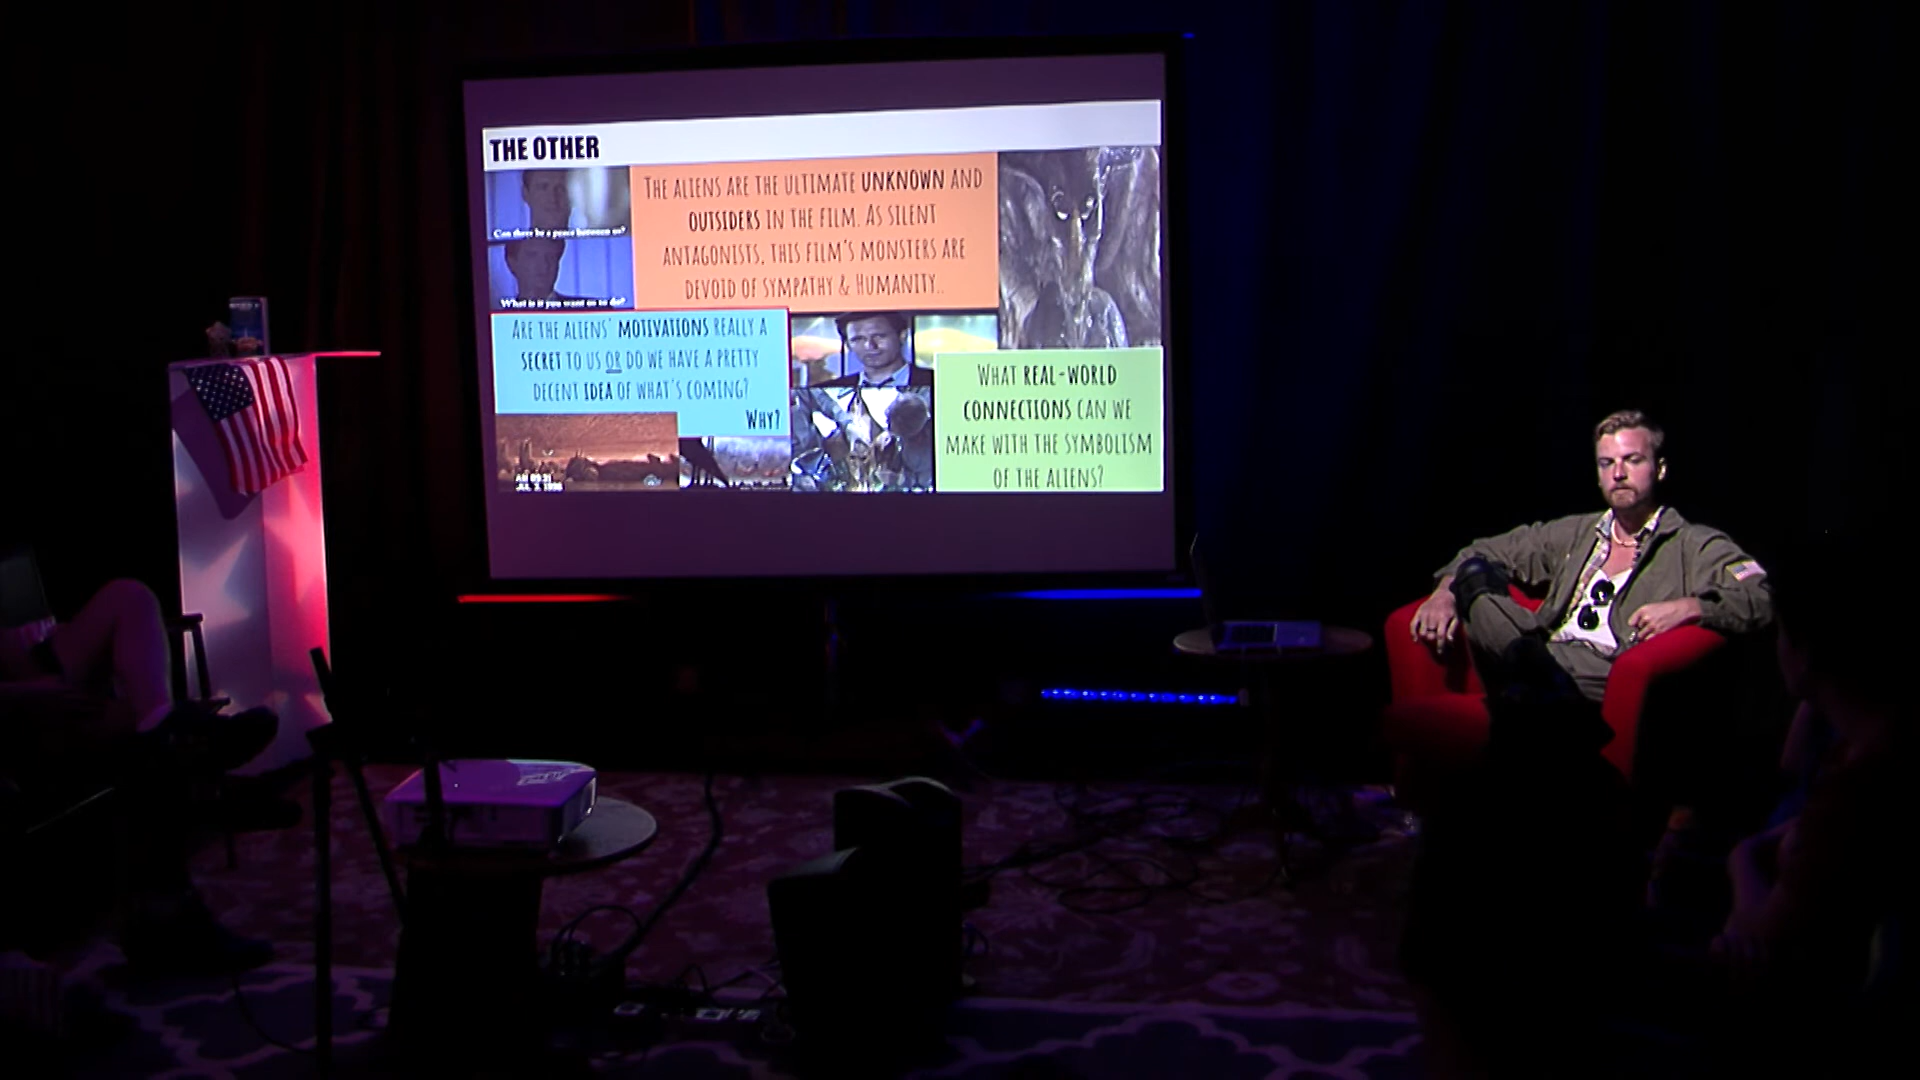 THE OTHER
Can there be a peace between us?
What is it you want us to do?
THE ALIENS ARE THE ULTIMATE UNKNOWN AND
OUTSIDERS IN THE FILM. AS SILENT
ANTAGONISTS, THIS FILM'S MONSTERS ARE
DEVOID OF SYMPATHY & HUMANITY..
ARE THE ALIENS' MOTIVATIONS REALLY A
SECRET TO US OR DO WE HAVE A PRETTY
DECENT IDEA OF WHAT'S COMING?
WHY?
WHAT REAL-WORLD
CONNECTIONS CAN WE
MAKE WITH THE SYMBOLISM
OF THE ALIENS?